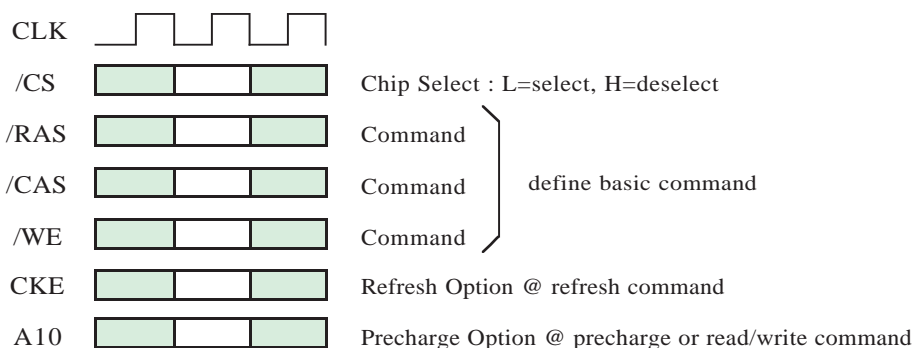 CLK
/CS Chip Select : L=select, H=deselect
/RAS Command
/CAS Command define basic command
/WE Command
CKE Refresh Option @ refresh command
A10 Precharge Option @ precharge or read/write command